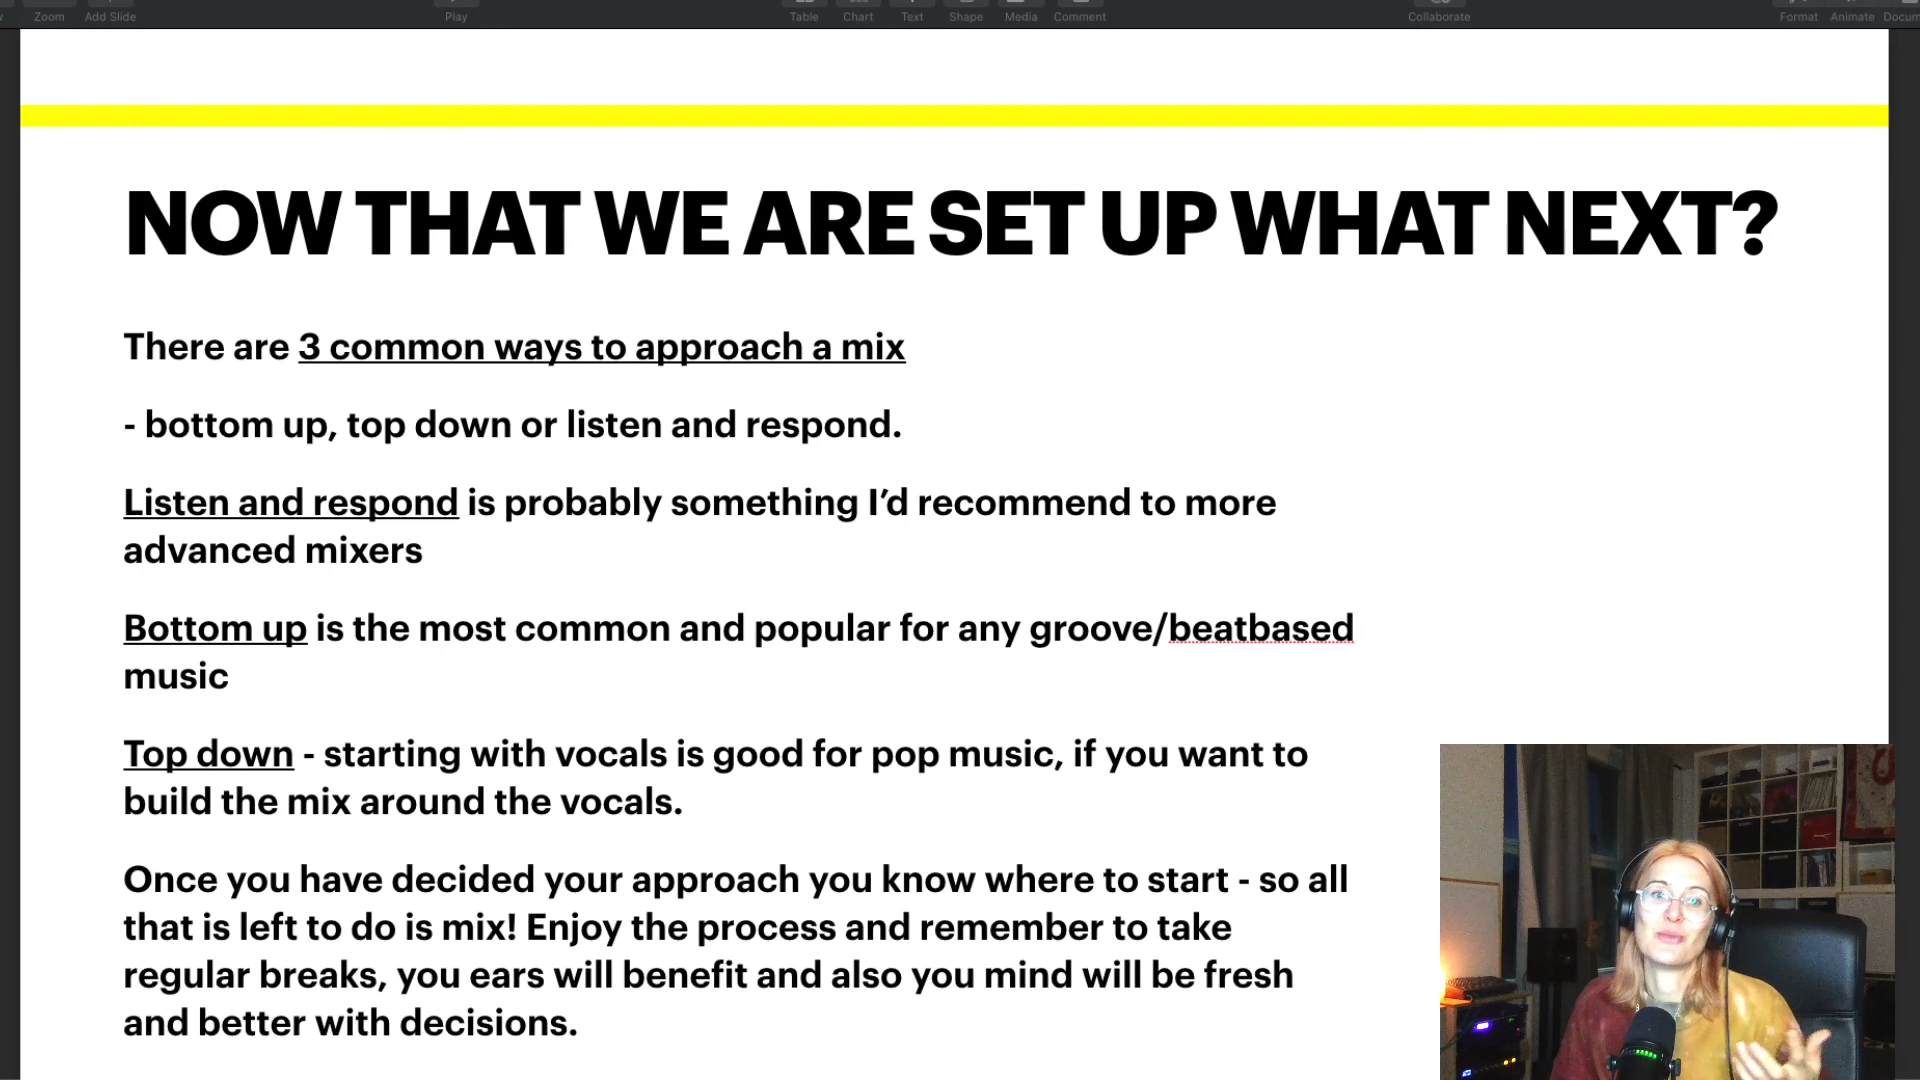 Zoom Add Slide Play Table Chart Text Shape Media Comment Collaborate Format Animate
NOW THAT WE ARE SET UP WHAT NEXT?
There are 3 common ways to approach a mix
- bottom up, top down or listen and respond.
Listen and respond is probably something I’d recommend to more
advanced mixers
Bottom up is the most common and popular for any groove/beatbased
music
Top down - starting with vocals is good for pop music, if you want to
build the mix around the vocals.
Once you have decided your approach you know where to start - so all
that is left to do is mix! Enjoy the process and remember to take
regular breaks, you ears will benefit and also you mind will be fresh
and better with decisions.